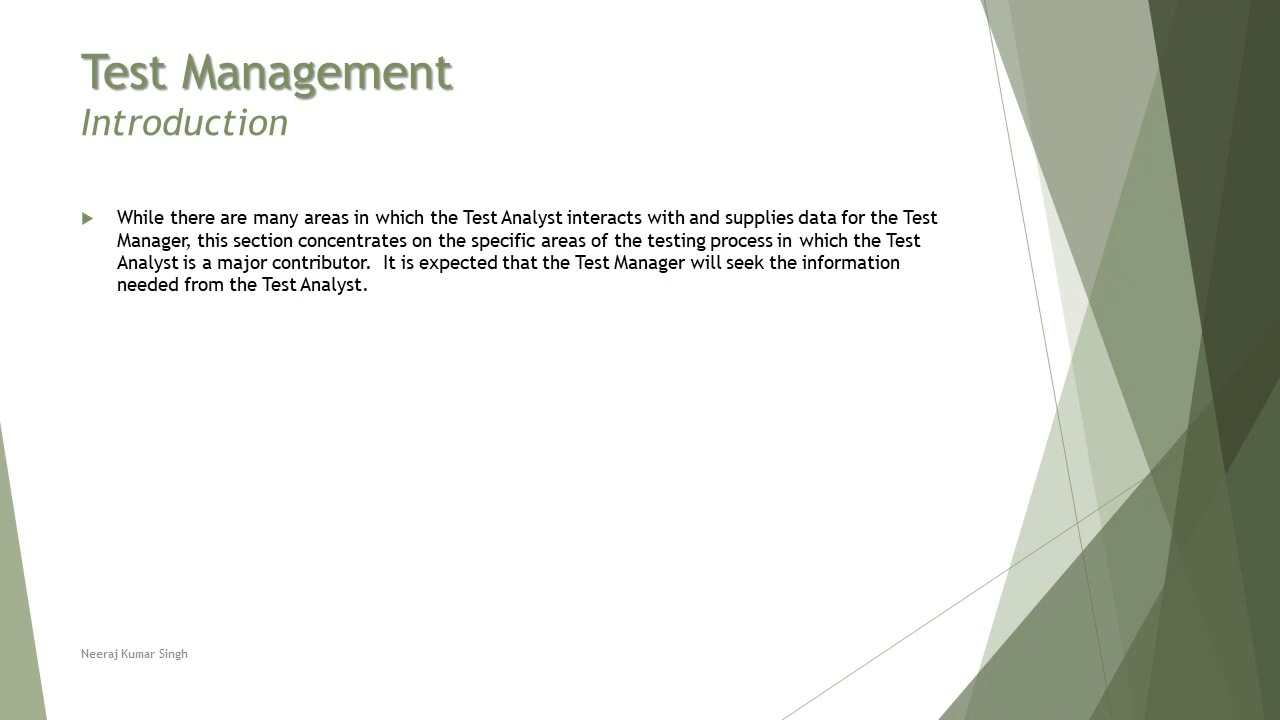 Test Management
Introduction
While there are many areas in which the Test Analyst interacts with and supplies data for the Test
Manager, this section concentrates on the specific areas of the testing process in which the Test
Analyst is a major contributor.  It is expected that the Test Manager will seek the information
needed from the Test Analyst.
Neeraj Kumar Singh